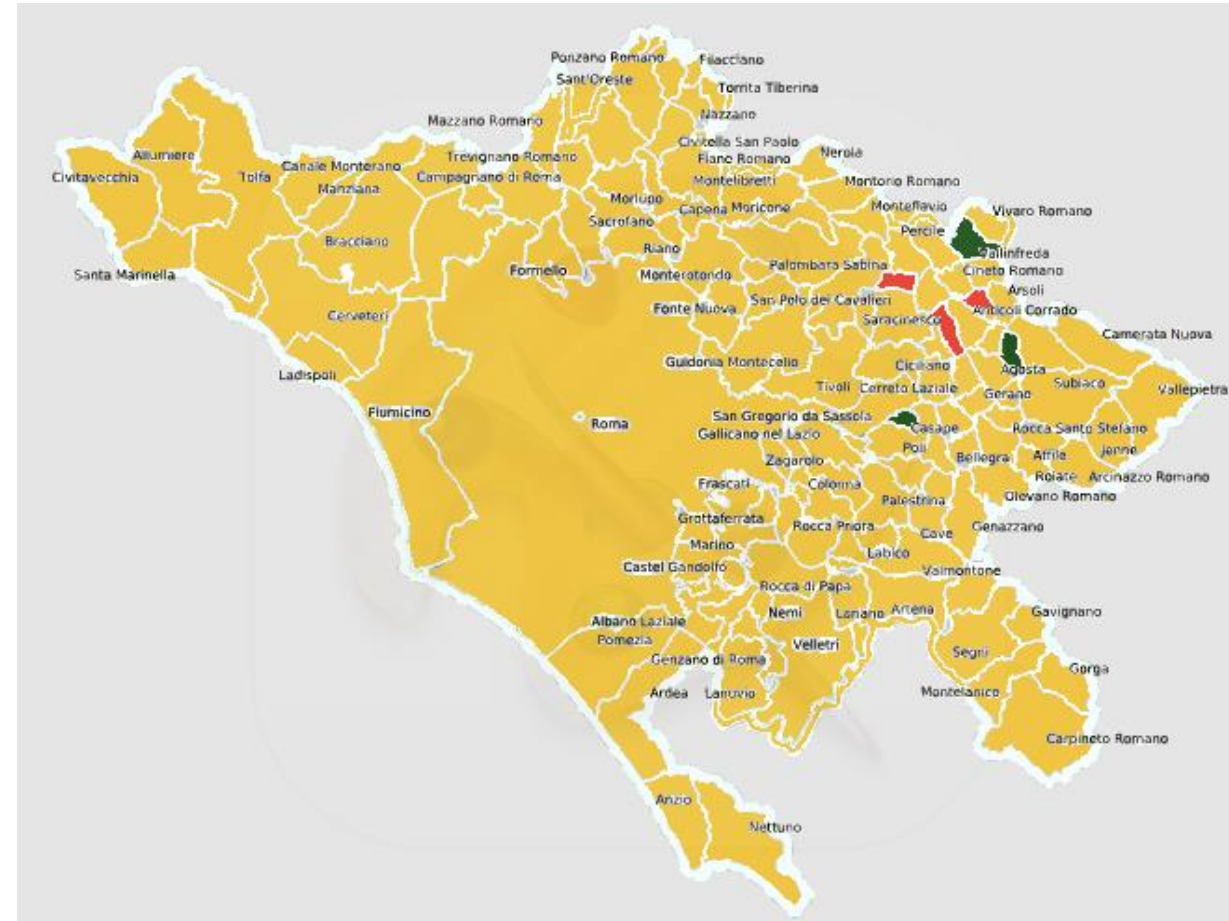 Ponzano Romano
Filacciano
Sant'Oreste
Torrita Tiberina
Nazzano
Mazzano Romano
Civitella San Paolo
Nerola
Allumiere
Trevignano Romano
Fiano Romano
Canale Monterano
Civitavecchia
Tolfa
Campagnano di Roma
Montelibretti
Montorio Romano
Manziana
Morlupo
Capena
Moricone
Monteflavio
Vivaro Romano
Sacrofano
Percile
Bracciano
Riano
Vallinfreda
Santa Marinella
Formello
Monterotondo
Palombara Sabina
Cineto Romano
Arsoli
San Polo dei Cavalieri
Fonte Nuova
Anticoli Corrado
Cerveteri
Saracinesco
Camerata Nuova
Guidonia Montecelio
Ciciliano
Agosta
Ladispoli
Tivoli
Cerreto Laziale
Gerano
Subiaco
Vallepietra
Fiumicino
Roma
San Gregorio da Sassola
Casape
Rocca Santo Stefano
Gallicano nel Lazio
Poli
Bellegra
Affile
Jenne
Zagarolo
Roiate
Arcinazzo Romano
Frascati
Colonna
Palestrina
Olevano Romano
Grottaferrata
Rocca Priora
Cave
Genazzano
Marino
Labico
Castel Gandolfo
Valmontone
Rocca di Papa
Albano Laziale
Nemi
Lariano
Artena
Gavignano
Pomezia
Velletri
Segni
Genzano di Roma
Gorga
Ardea
Lanuvio
Montelanico
Carpineto Romano
Anzio
Nettuno